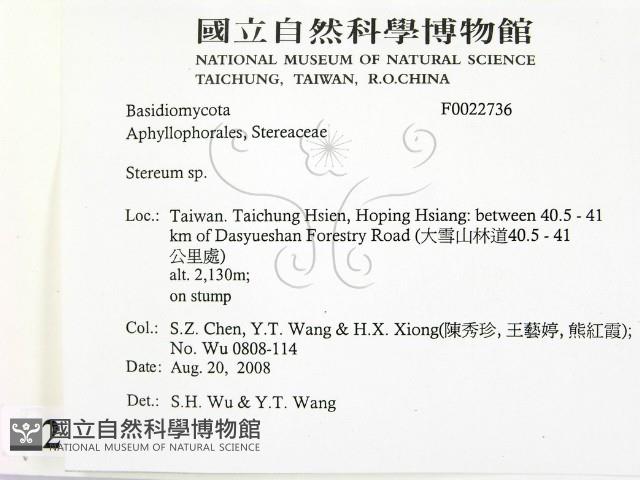 國立自然科學博物館
NATIONAL MUSEUM OF NATURAL SCIENCE
TAICHUNG, TAIWAN, R.O.CHINA
Basidiomycota F0022736
Aphyllophorales, Stereaceae
Stereum sp.
Loc.: Taiwan. Taichung Hsien, Hoping Hsiang: between 40.5 - 41
km of Dasyueshan Forestry Road (大雪山林道40.5 - 41
公里處)
alt. 2,130m;
on stump
Col.: S.Z. Chen, Y.T. Wang & H.X. Xiong(陳秀珍, 王藝婷, 熊紅霞);
No. Wu 0808-114
Date: Aug. 20, 2008
Det.: S.H. Wu & Y.T. Wang
2
國立自然科學博物館
NATIONAL MUSEUM OF NATURAL SCIENCE